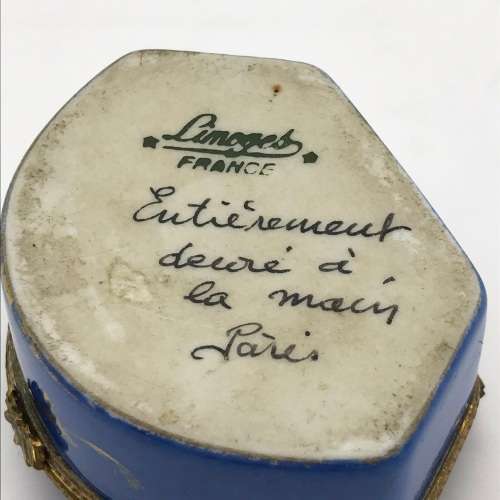 Limoges
FRANCE
Entièrement
decoré à
la main
Paris